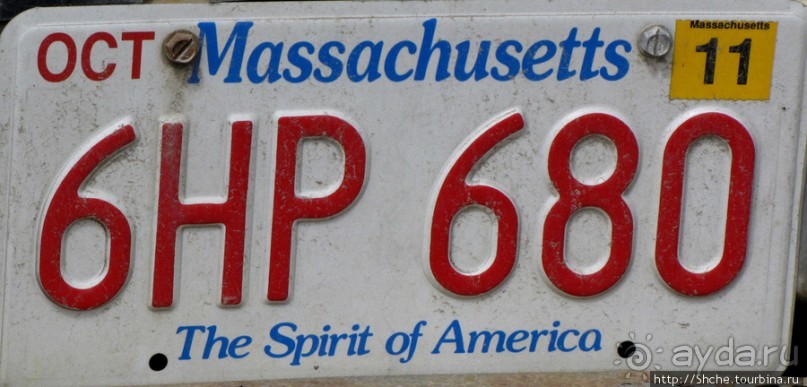 OCT Massachusetts
Massachusetts
11
6HP 680
The Spirit of America
ayda.ru
http://Shche.tourbina.ru